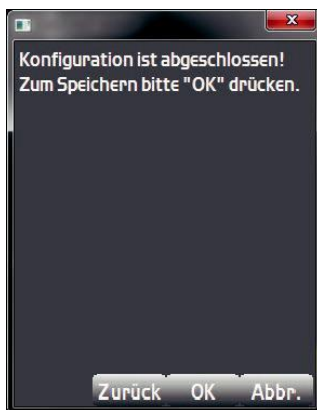 Konfiguration ist abgeschlossen!
Zum Speichern bitte "OK" drücken.
Zurück OK Abbr.